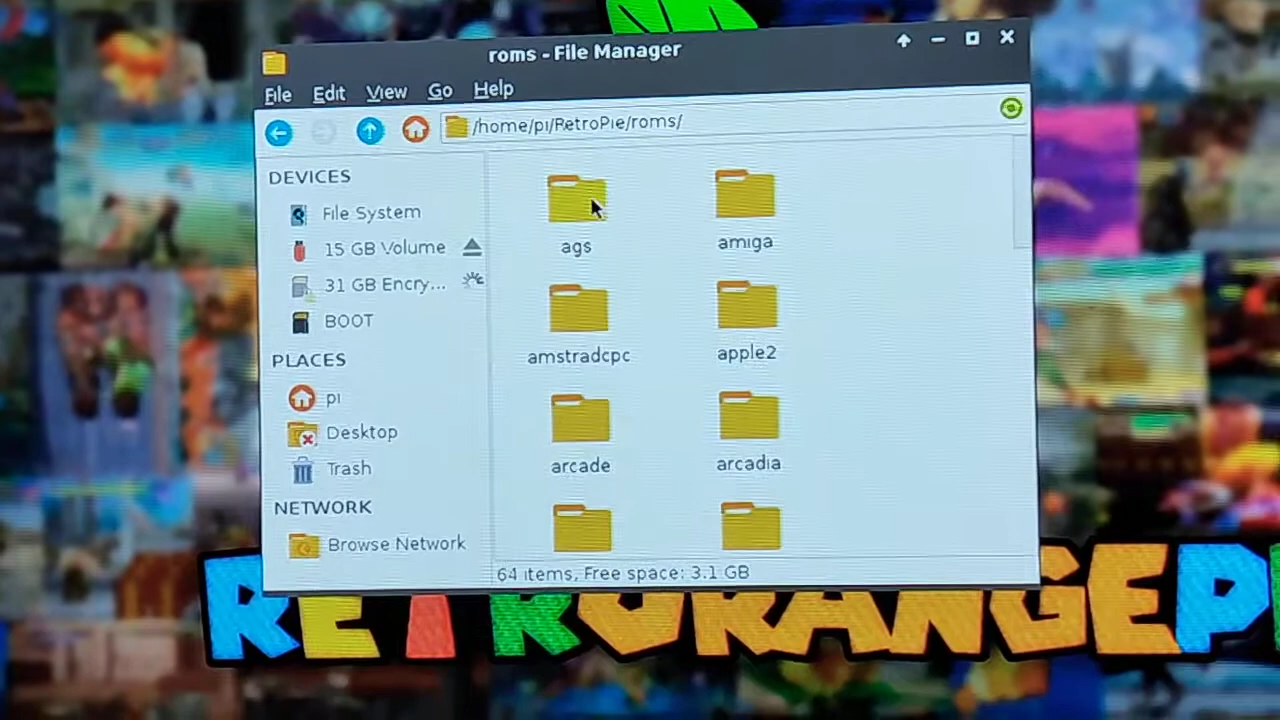 roms - File Manager
File Edit View Go Help
/home/pi/RetroPie/roms/
DEVICES
File System
15 GB Volume
31 GB Encry...
BOOT
PLACES
pi
Desktop
Trash
NETWORK
Browse Network
ags amiga
amstradcpc apple2
arcade arcadia
64 items, Free space: 3.1 GB
RETRORANGEP